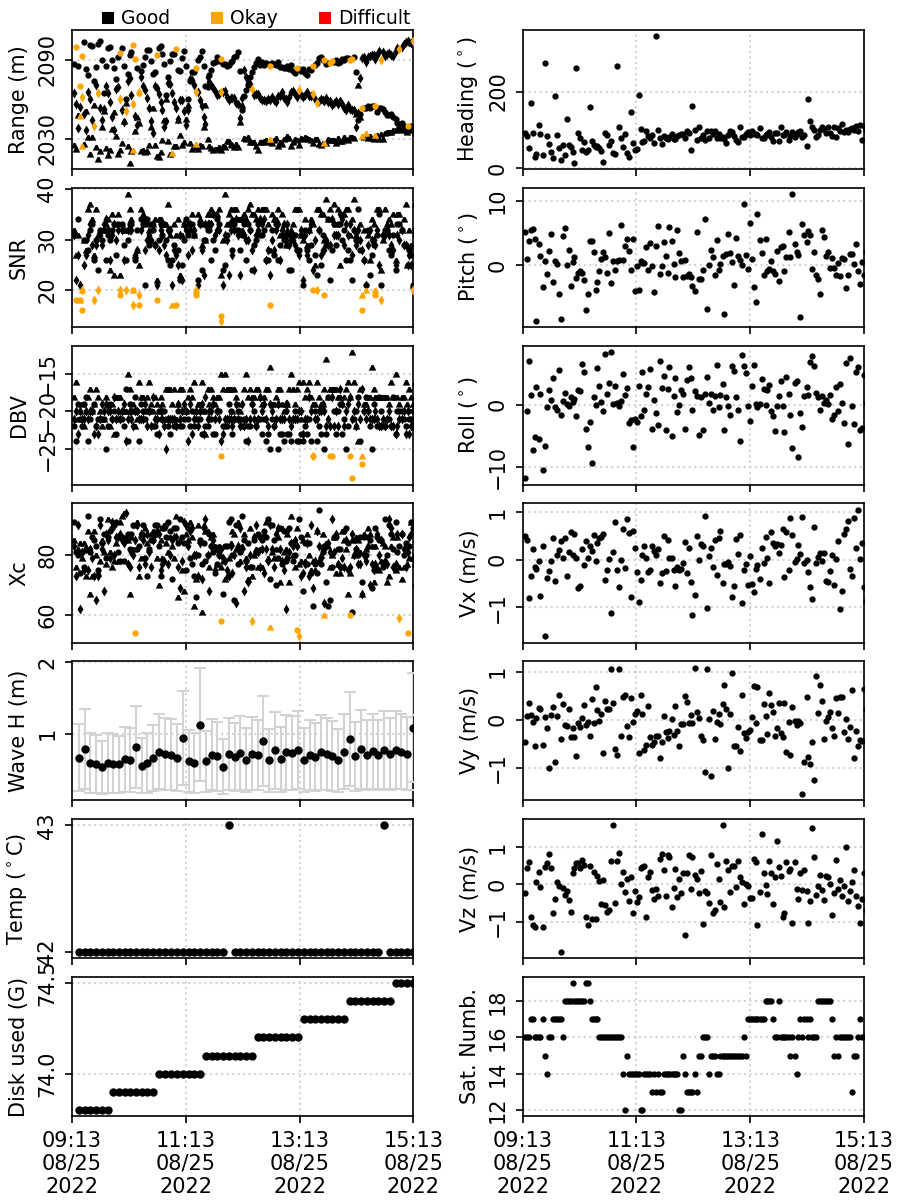 Good Okay Difficult
Range (m)
2090
2030
Heading (°)
200
0
SNR
40
30
20
Pitch (°)
10
0
DBV
−15
−20
−25
Roll (°)
0
−10
Xc
80
60
Vx (m/s)
1
0
−1
Wave H (m)
2
1
Vy (m/s)
1
0
−1
Temp (°C)
43
42
Vz (m/s)
1
0
−1
Disk used (G)
74.5
74.0
Sat. Numb.
18
16
14
12
09:13 11:13 13:13 15:13
08/25 08/25 08/25 08/25
2022 2022 2022 2022
09:13 11:13 13:13 15:13
08/25 08/25 08/25 08/25
2022 2022 2022 2022